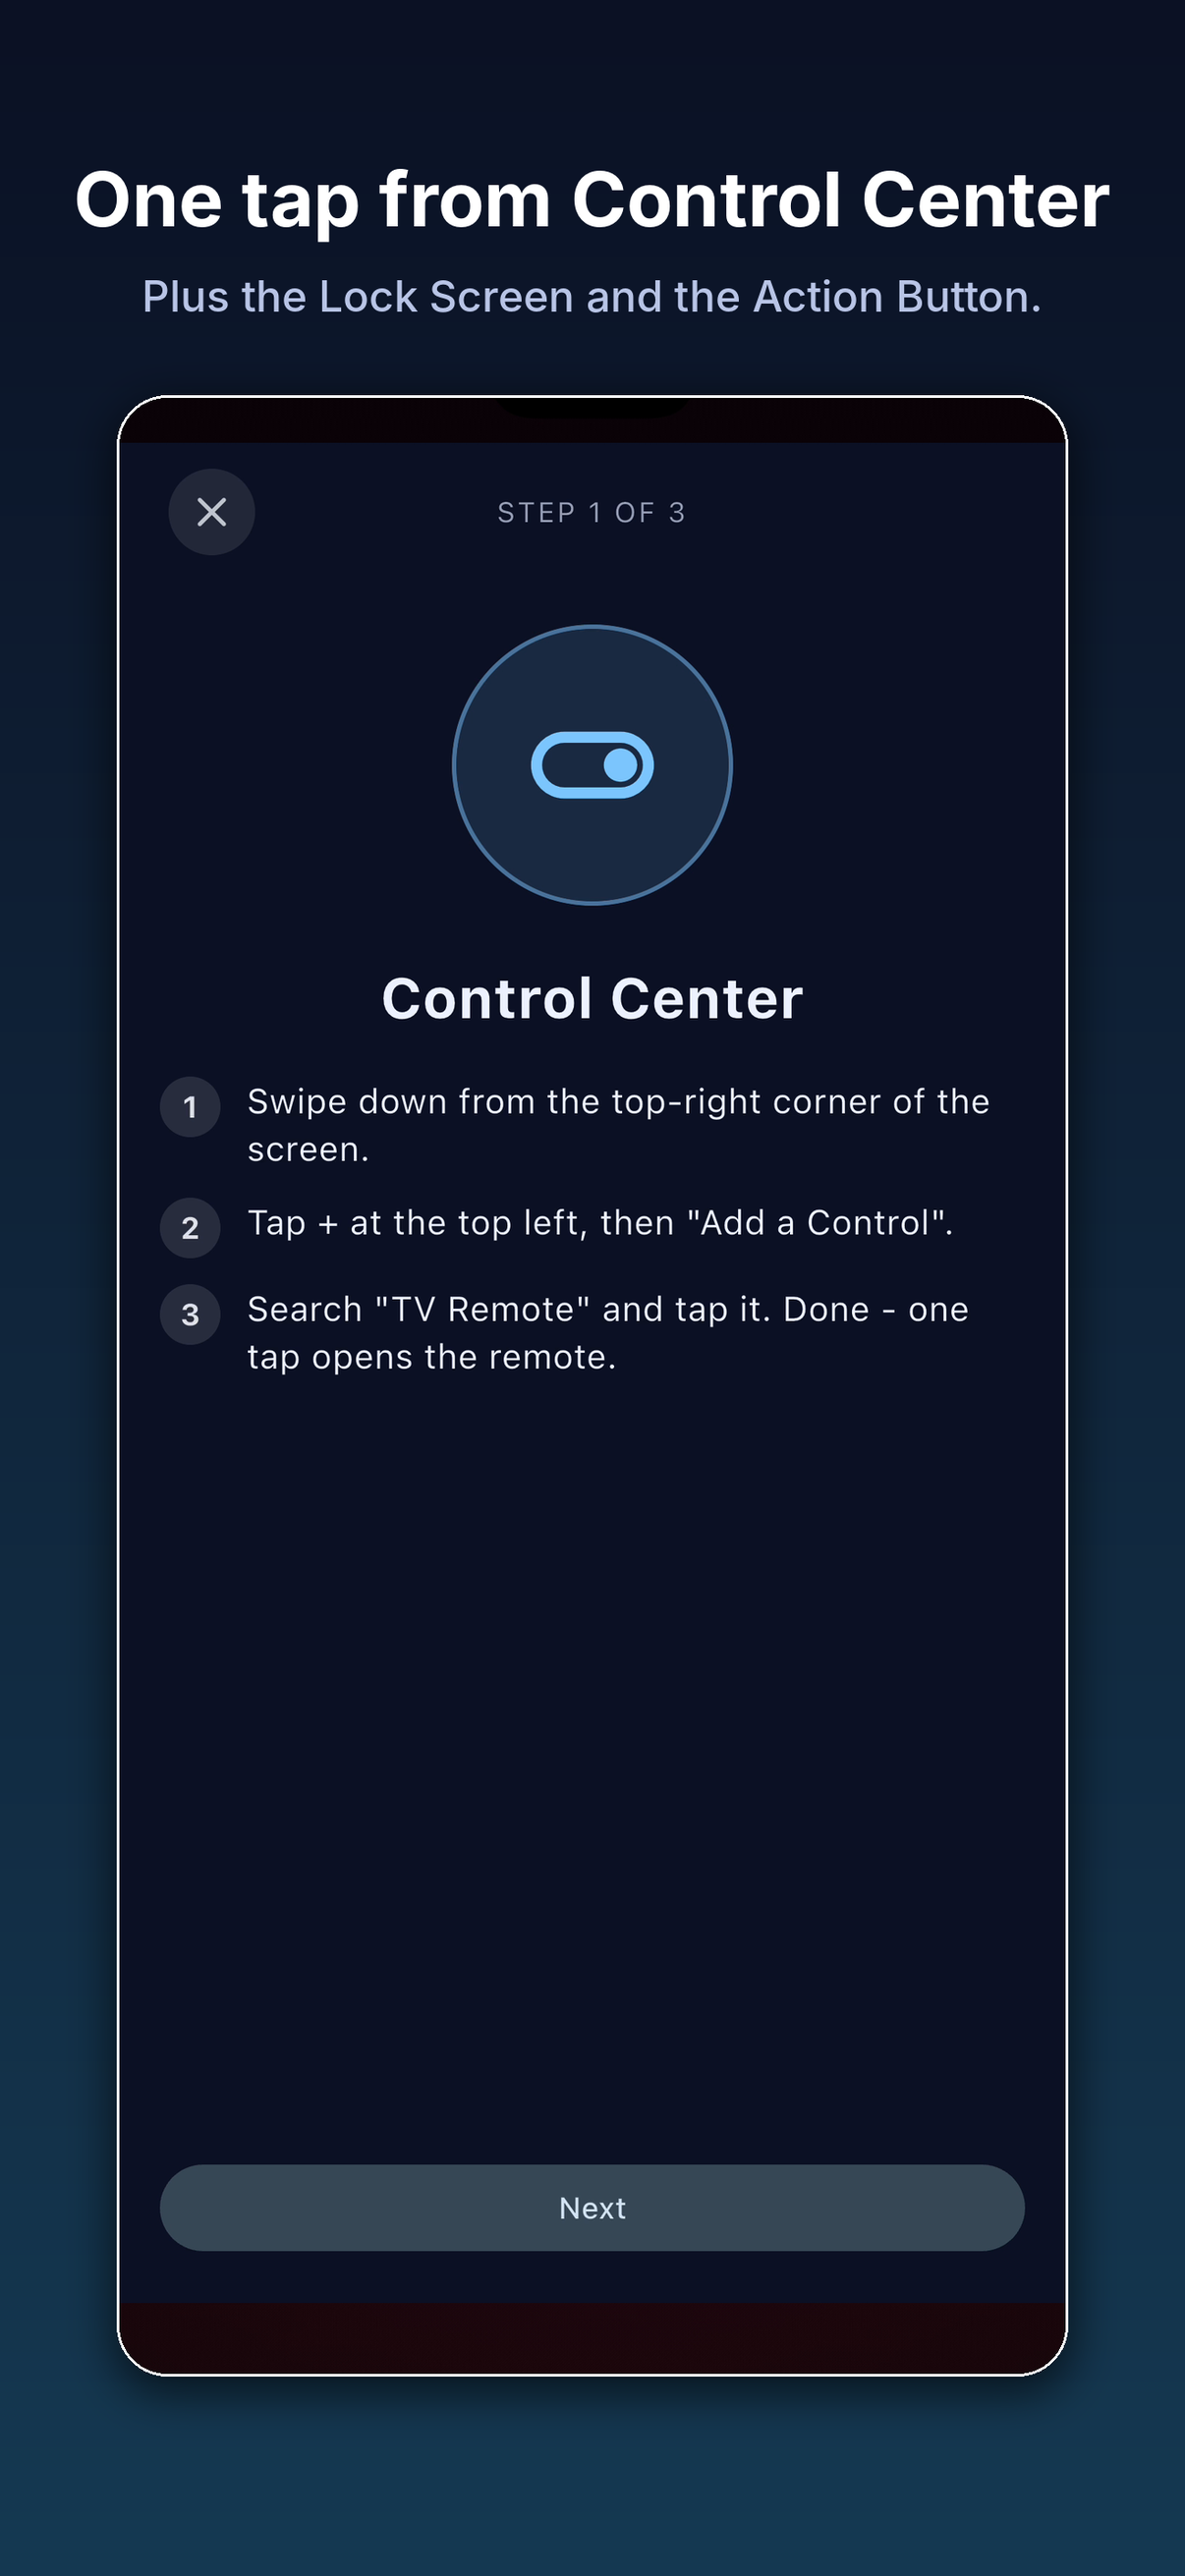 One tap from Control Center
Plus the Lock Screen and the Action Button.
STEP 1 OF 3
Control Center
1 Swipe down from the top-right corner of the
screen.
2 Tap + at the top left, then "Add a Control".
3 Search "TV Remote" and tap it. Done - one
tap opens the remote.
Next